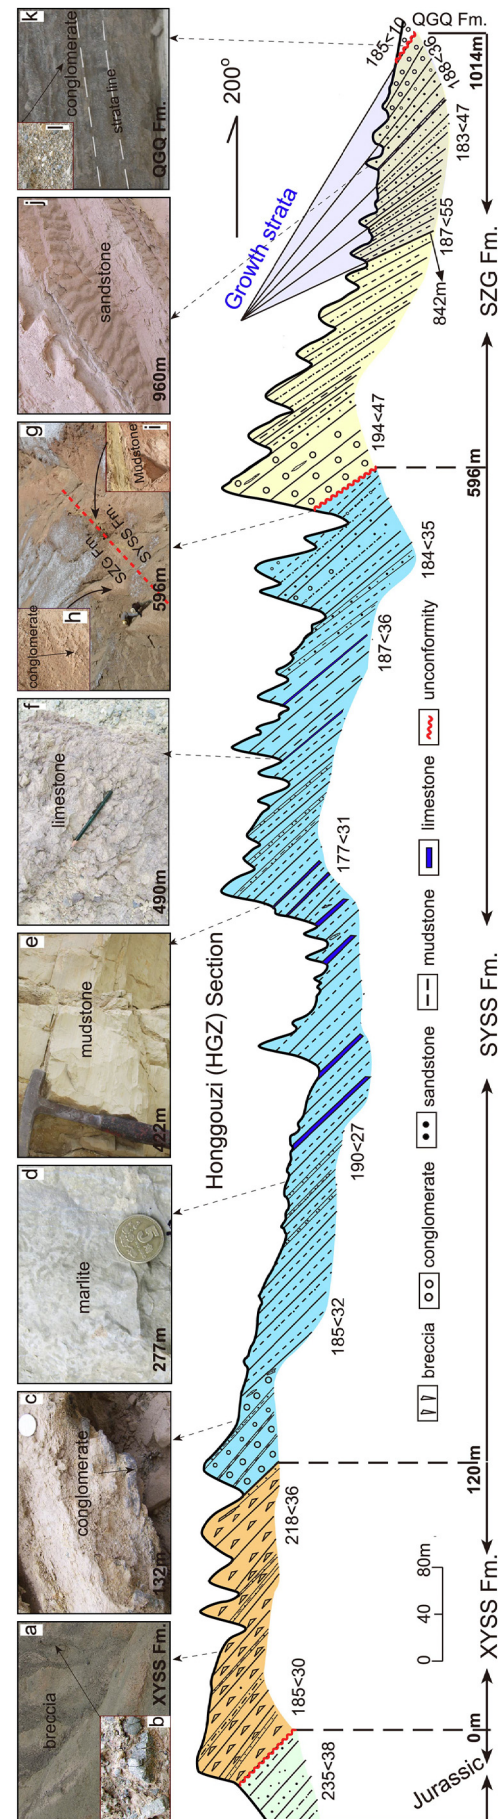 a
breccia
b
XYSS Fm.
c
conglomerate
132m
d
marlite
277m
e
mudstone
422m
f
limestone
490m
g
SZG Fm.
SYSS Fm.
h
conglomerate
i
Mudstone
596m
j
sandstone
960m
k
conglomerate
l
strata line
QGQ Fm.
Honggouzi (HGZ) Section
Growth strata
200°
235<38
185<30
218<36
185<32
190<27
177<31
187<36
184<35
194<47
842m
187<55
183<47
188<36
185<10
QGQ Fm.
0 40 80m
breccia
conglomerate
sandstone
mudstone
limestone
unconformity
0m
120m
596m
1014m
Jurassic
XYSS Fm.
SYSS Fm.
SZG Fm.